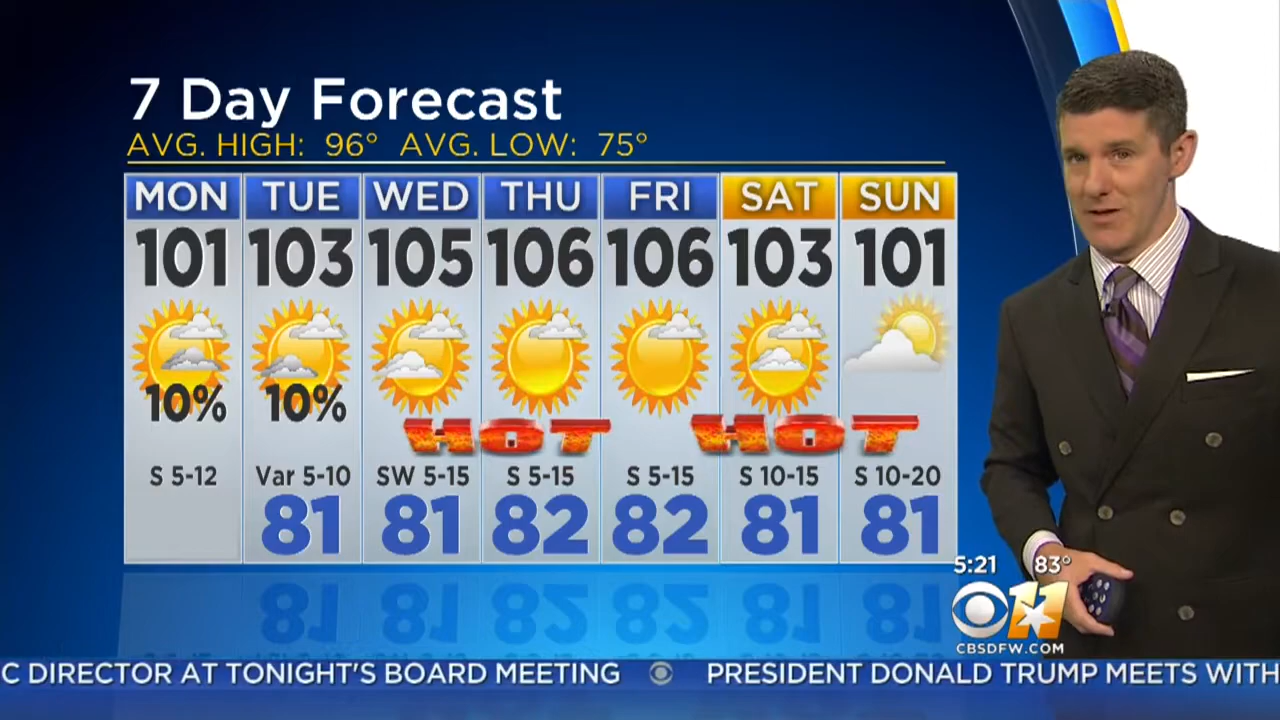 7 Day Forecast
AVG. HIGH: 96° AVG. LOW: 75°
MON TUE WED THU FRI SAT SUN
101 103 105 106 106 103 101
10% 10%
HOT HOT
S 5-12 Var 5-10 SW 5-15 S 5-15 S 5-15 S 10-15 S 10-20
81 81 82 82 81 81
5:21 83°
11
CBSDFW.COM
C DIRECTOR AT TONIGHT'S BOARD MEETING PRESIDENT DONALD TRUMP MEETS WITH